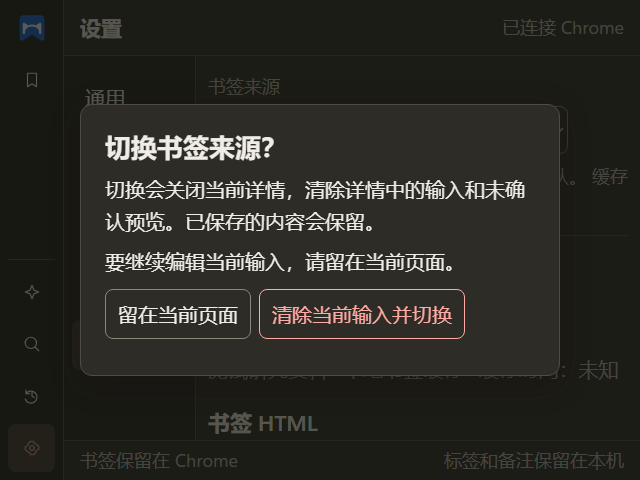 设置
已连接 Chrome
通用
书签来源
切换书签来源？
切换会关闭当前详情，清除详情中的输入和未确
认预览。已保存的内容会保留。
要继续编辑当前输入，请留在当前页面。
留在当前页面
清除当前输入并切换
缓存
未知
书签 HTML
书签保留在 Chrome
标签和备注保留在本机